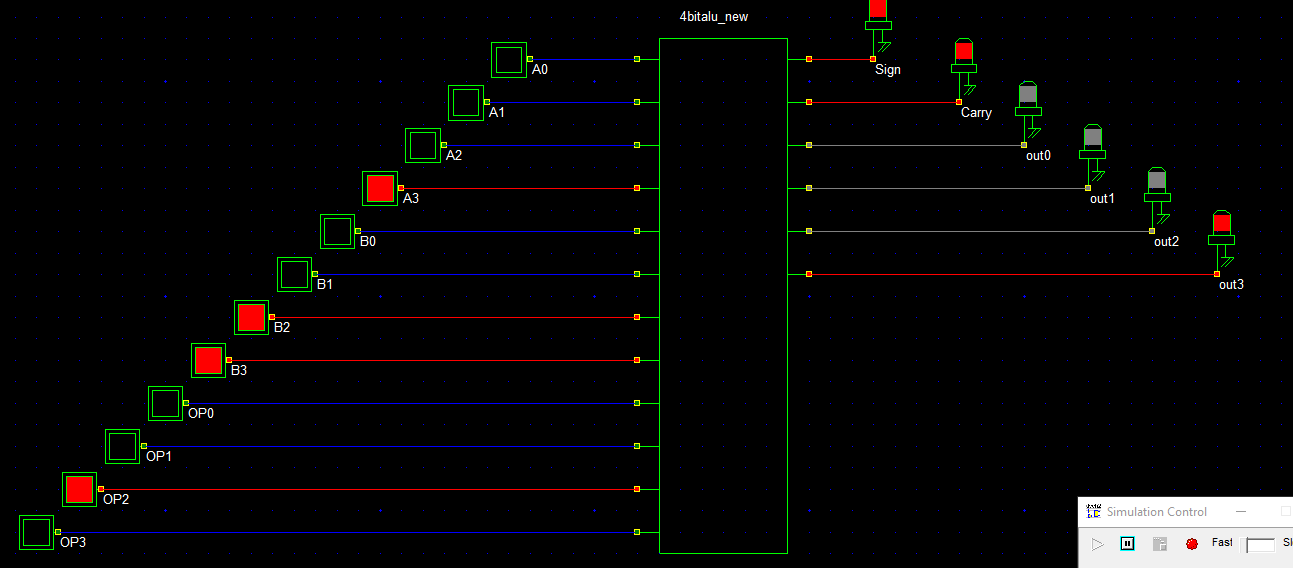 4bitalu_new
A0
Sign
A1
Carry
A2
out0
A3
out1
B0
out2
B1
out3
B2
B3
OP0
OP1
OP2
Simulation Control
OP3
Fast